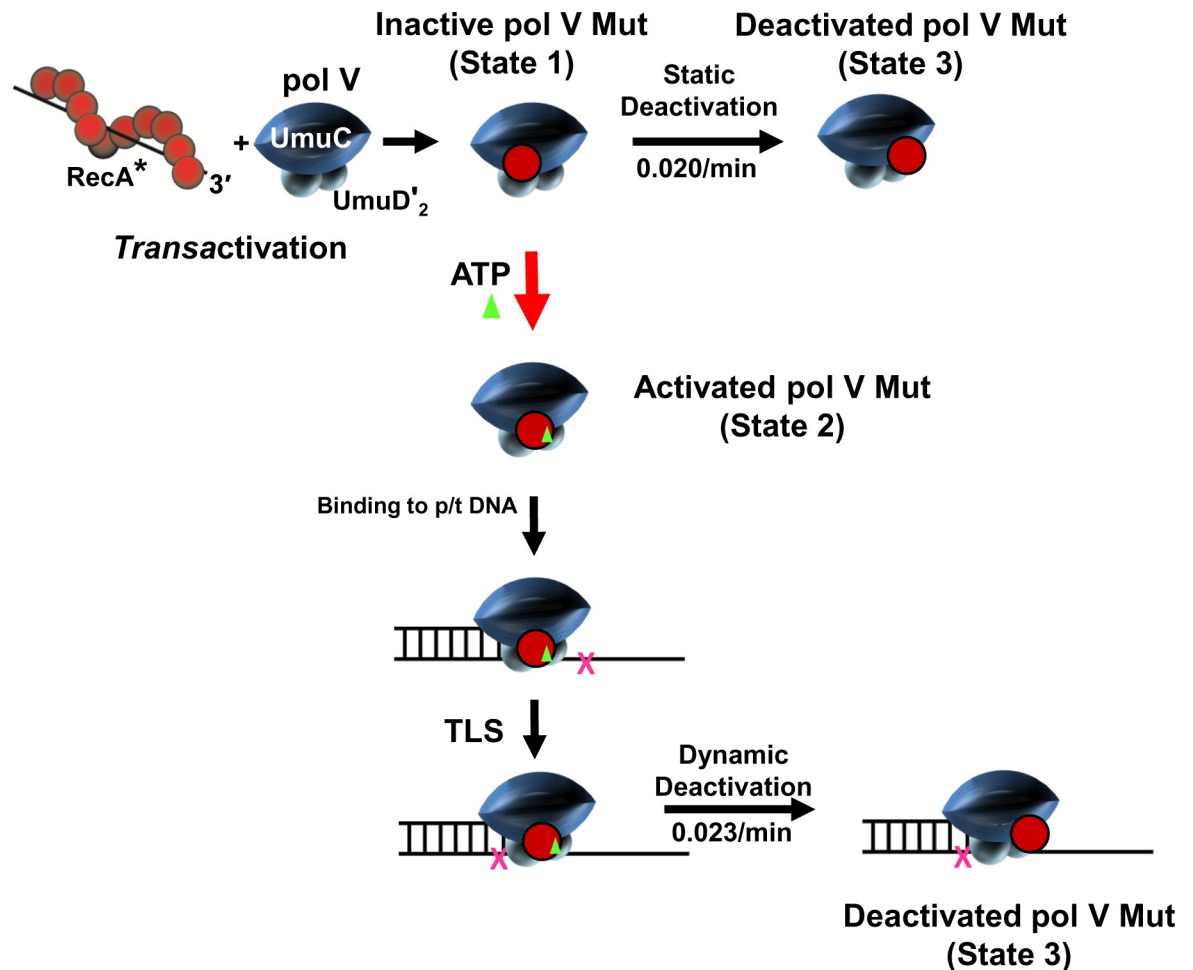 Inactive pol V Mut
(State 1)
Deactivated pol V Mut
(State 3)
pol V
Static
Deactivation
0.020/min
+
UmuC
RecA*
3′
UmuD'₂
Transactivation
ATP
Activated pol V Mut
(State 2)
Binding to p/t DNA
X
TLS
Dynamic
Deactivation
0.023/min
X
X
Deactivated pol V Mut
(State 3)